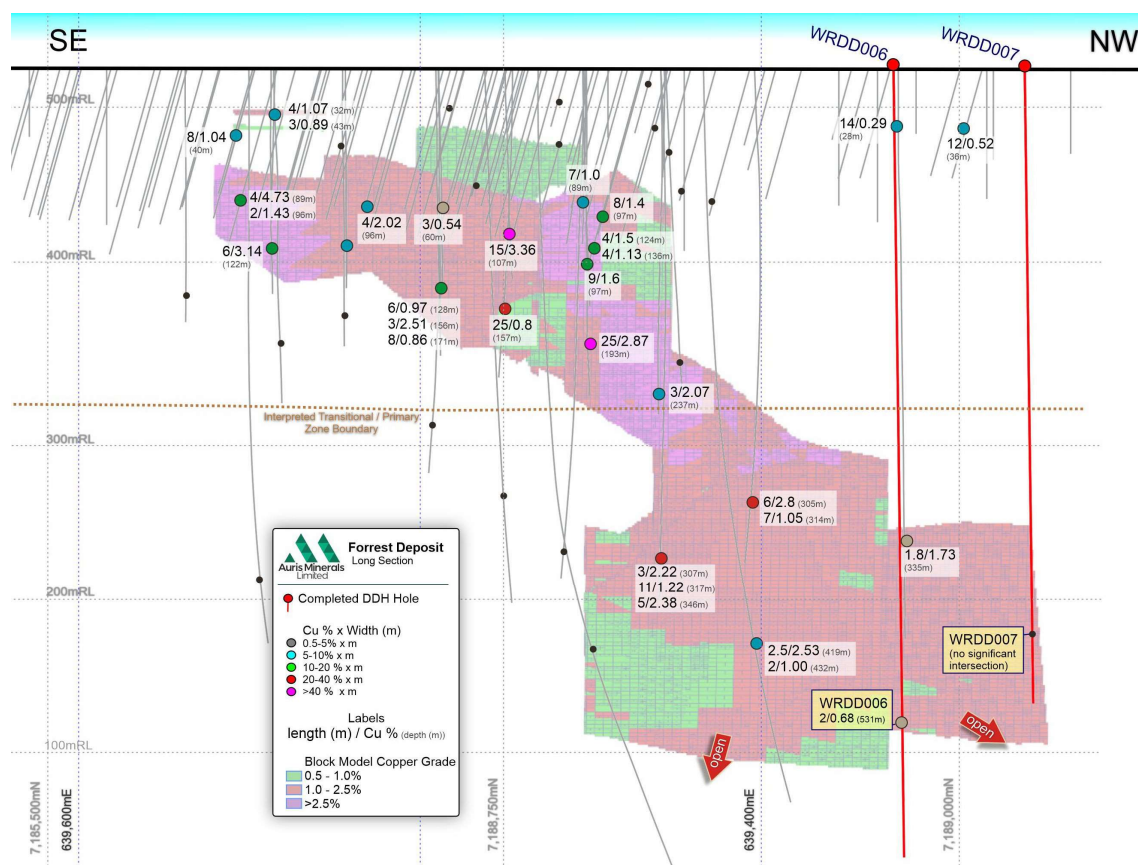 SE
WRDD006
WRDD007
NW
500mRL
4/1.07 (32m)
3/0.89 (43m)
8/1.04
(40m)
14/0.29
(28m)
12/0.52
(36m)
7/1.0
(89m)
4/4.73 (89m)
2/1.43 (96m)
4/2.02
(96m)
3/0.54
(60m)
8/1.4
(97m)
6/3.14
(122m)
15/3.36
(107m)
4/1.5 (124m)
4/1.13 (136m)
400mRL
9/1.6
(97m)
6/0.97 (128m)
3/2.51 (156m)
8/0.86 (171m)
25/0.8
(157m)
25/2.87
(193m)
3/2.07
(237m)
Interpreted Transitional / Primary
Zone Boundary
300mRL
6/2.8 (305m)
7/1.05 (314m)
1.8/1.73
(335m)
3/2.22 (307m)
11/1.22 (317m)
5/2.38 (346m)
200mRL
WRDD007
(no significant
intersection)
2.5/2.53 (419m)
2/1.00 (432m)
WRDD006
2/0.68 (531m)
open
open
100mRL
Auris Minerals
Limited
Forrest Deposit
Long Section
Completed DDH Hole
Cu % x Width (m)
0.5-5% x m
5-10% x m
10-20 % x m
20-40 % x m
>40 % x m
Labels
length (m) / Cu % (depth (m))
Block Model Copper Grade
0.5 - 1.0%
1.0 - 2.5%
>2.5%
7,185,500mN
639,600mE
7,188,750mN
639,400mE
7,189,000mN